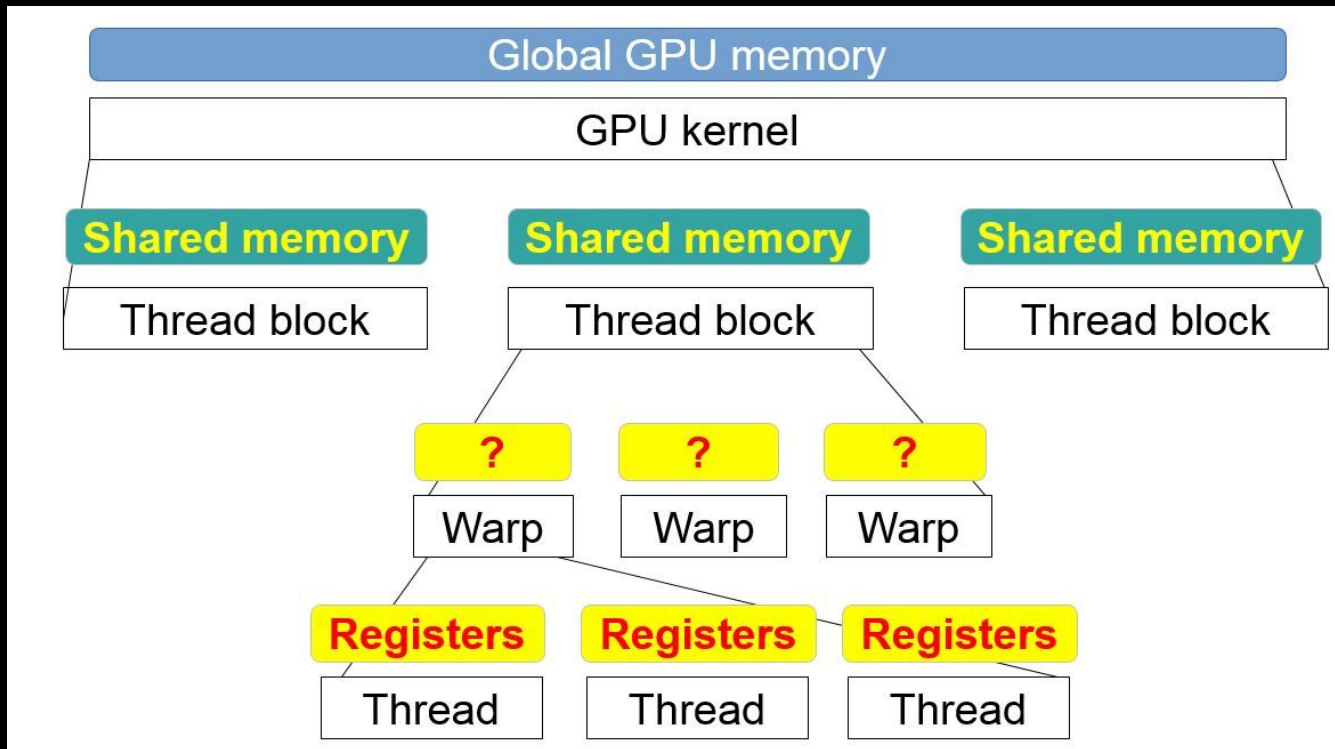 Global GPU memory
GPU kernel
Shared memory Shared memory Shared memory
Thread block Thread block Thread block
? ? ?
Warp Warp Warp
Registers Registers Registers
Thread Thread Thread